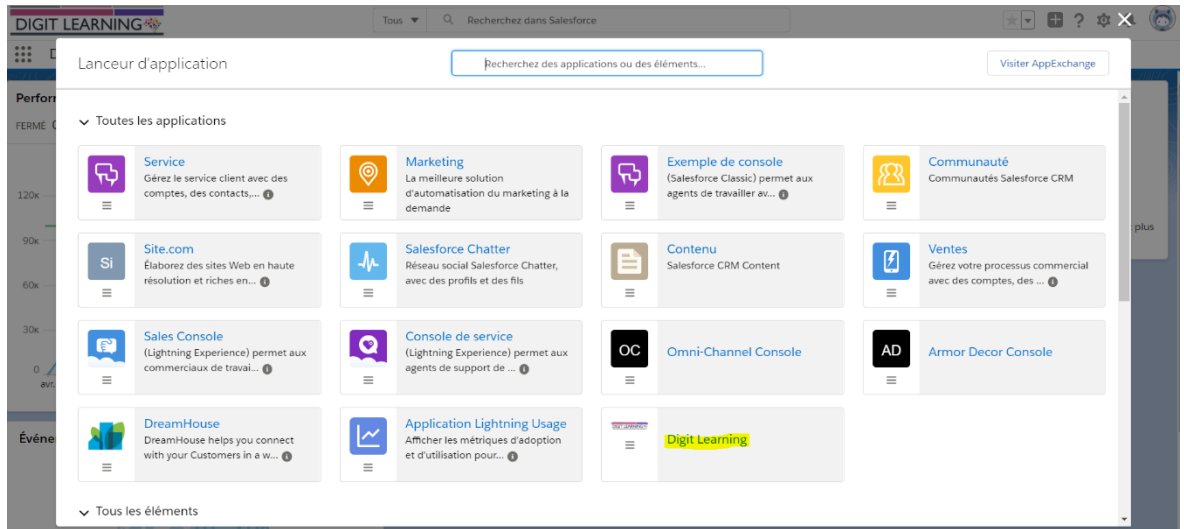 DIGIT LEARNING
Tous
Recherchez dans Salesforce
Lanceur d'application
Recherchez des applications ou des éléments...
Visiter AppExchange
Perfor
FERMÉ
120K
90K
60K
30K
0
avr.
Événe
plus
Toutes les applications
Service
Gérez le service client avec des
comptes, des contacts,...
Marketing
La meilleure solution
d'automatisation du marketing à la
demande
Exemple de console
(Salesforce Classic) permet aux
agents de travailler av...
Communauté
Communautés Salesforce CRM
Si
Site.com
Élaborez des sites Web en haute
résolution et riches en...
Salesforce Chatter
Réseau social Salesforce Chatter,
avec des profils et des fils
Contenu
Salesforce CRM Content
Ventes
Gérez votre processus commercial
avec des comptes, des ...
Sales Console
(Lightning Experience) permet aux
commerciaux de travai...
Console de service
(Lightning Experience) permet aux
agents de support de ...
OC
Omni-Channel Console
AD
Armor Decor Console
DreamHouse
DreamHouse helps you connect
with your Customers in a w...
Application Lightning Usage
Afficher les métriques d'adoption
et d'utilisation pour...
DIGIT LEARNING
Digit Learning
Tous les éléments